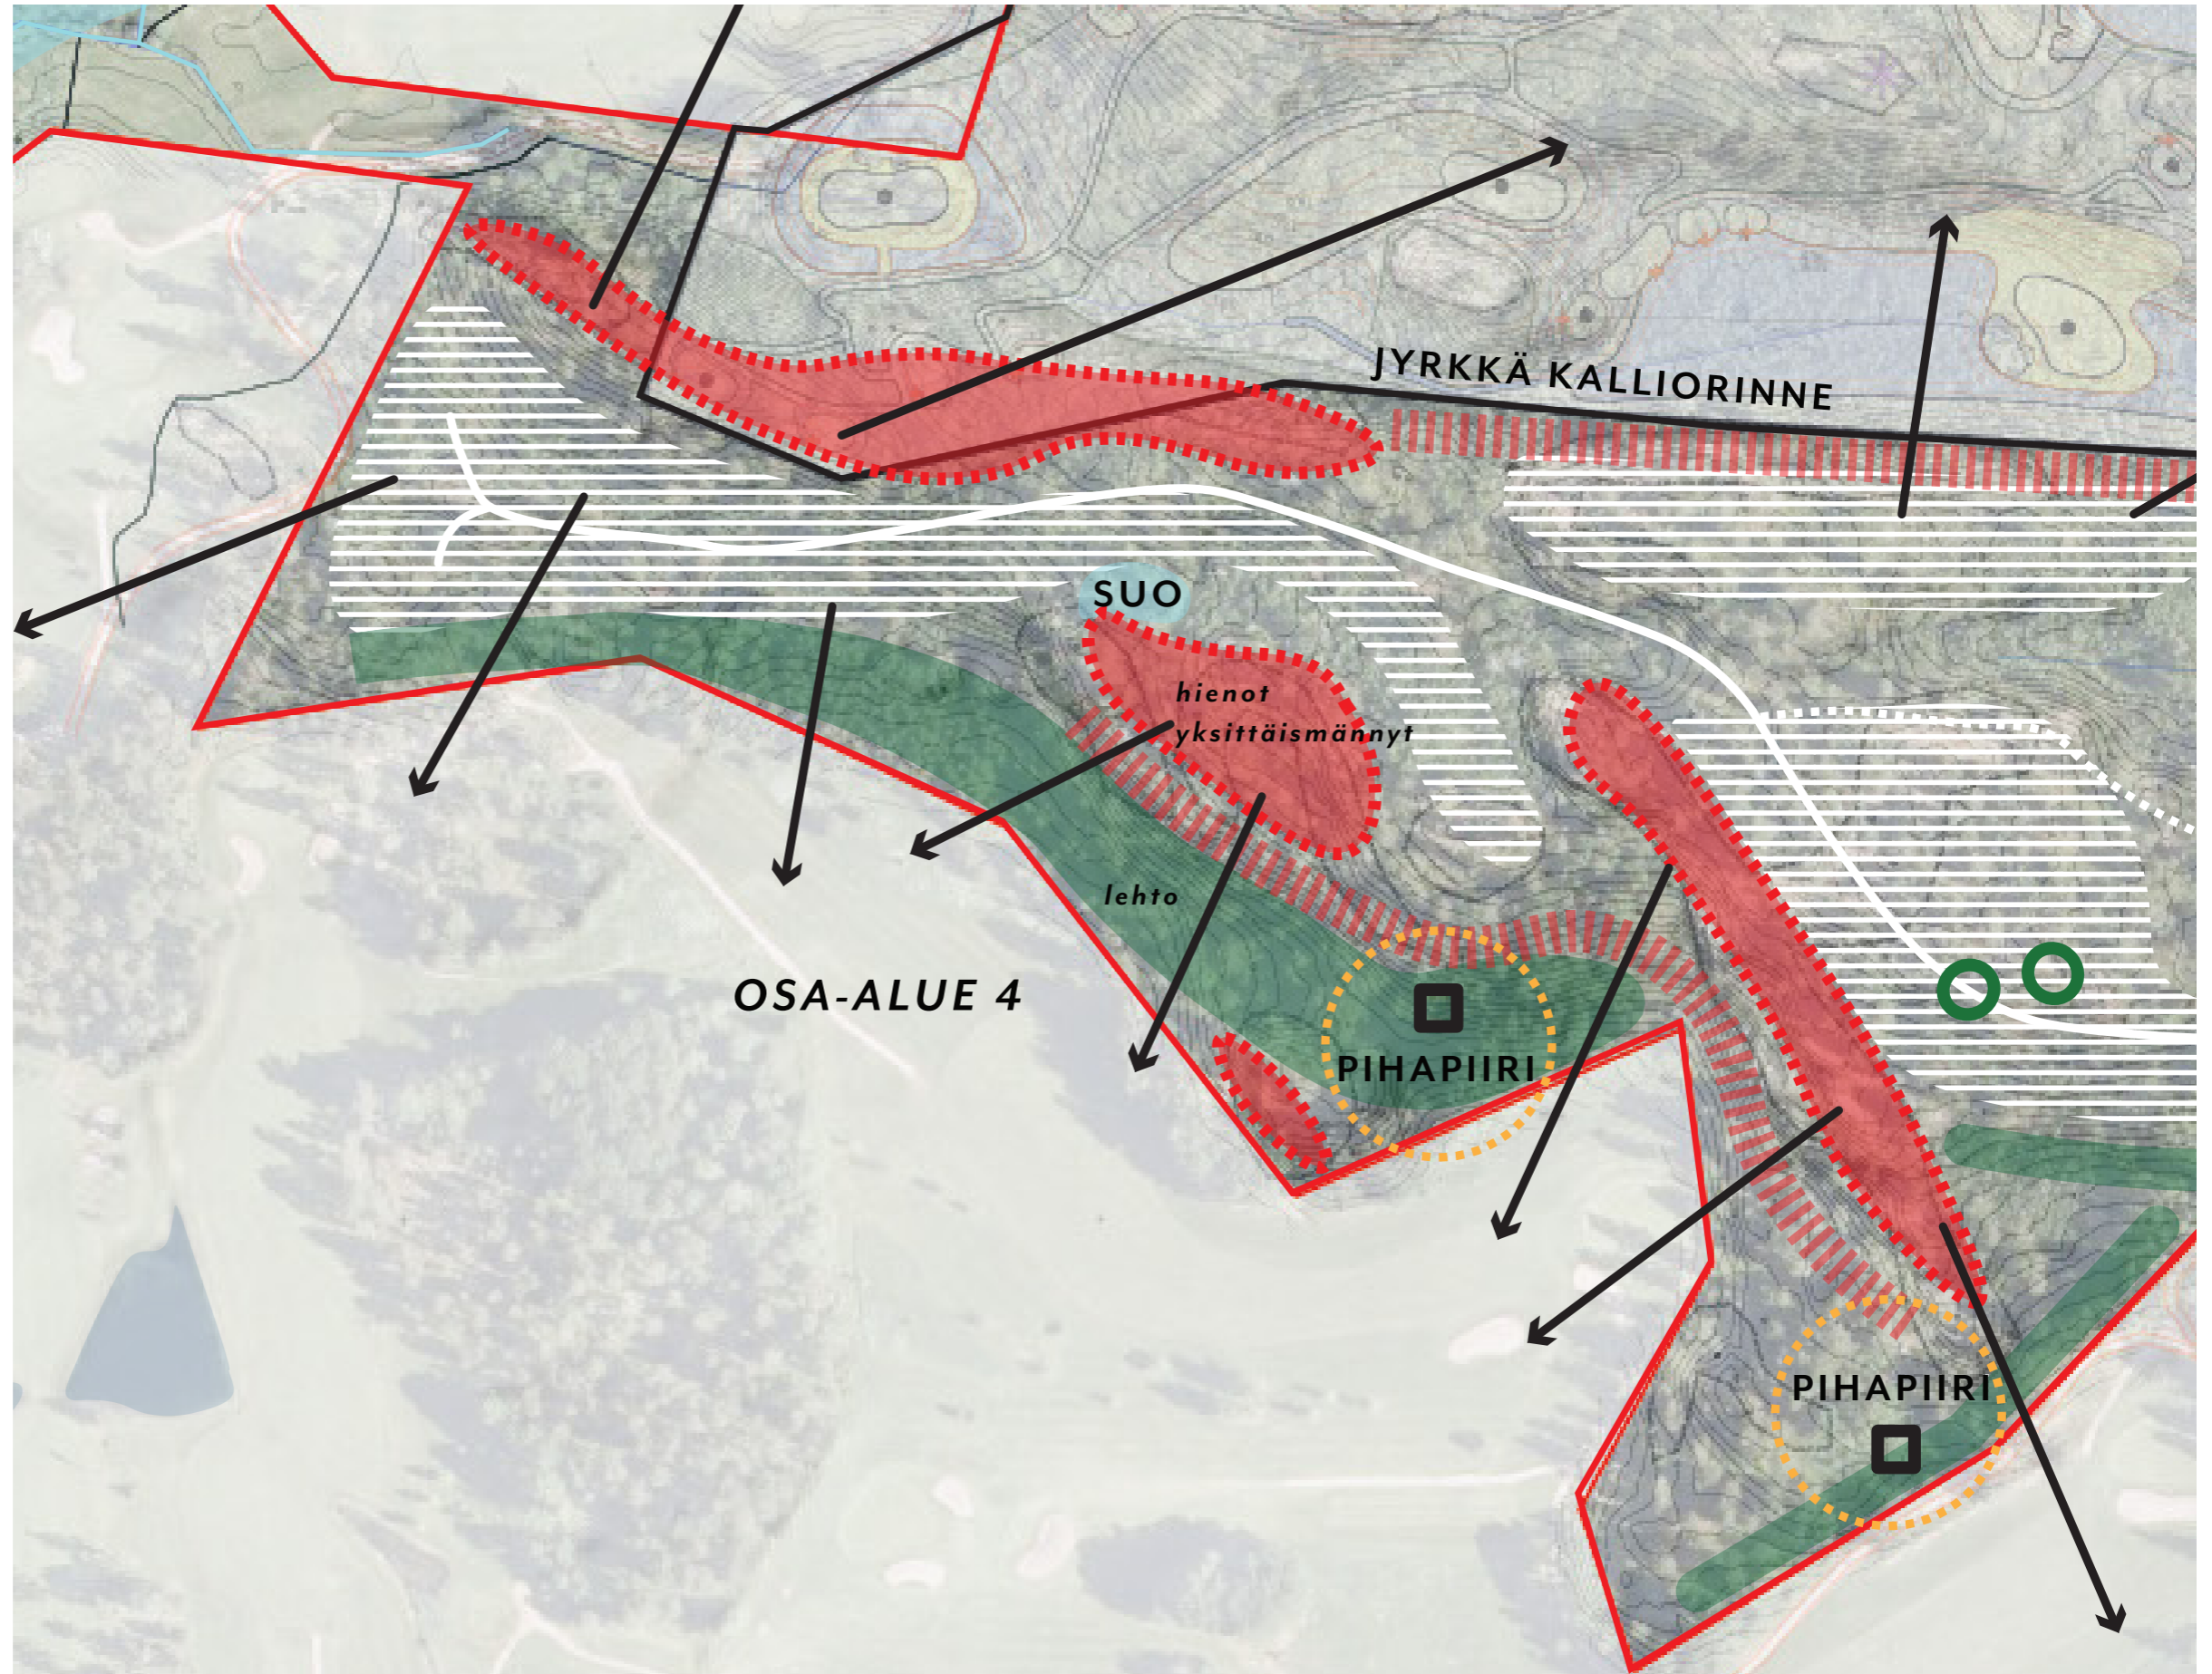 JYRKKÄ KALLIORINNE
SUO
hienot
yksittäismännyt
lehto
OSA-ALUE 4
PIHAPIIRI
PIHAPIIRI